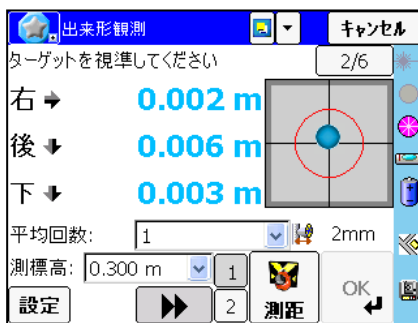 出来形観測 キャンセル
ターゲットを視準してください 2/6
右 0.002 m
後 0.006 m
下 0.003 m
平均回数: 1 2mm
測標高: 0.300 m 1
設定 2 測距 OK